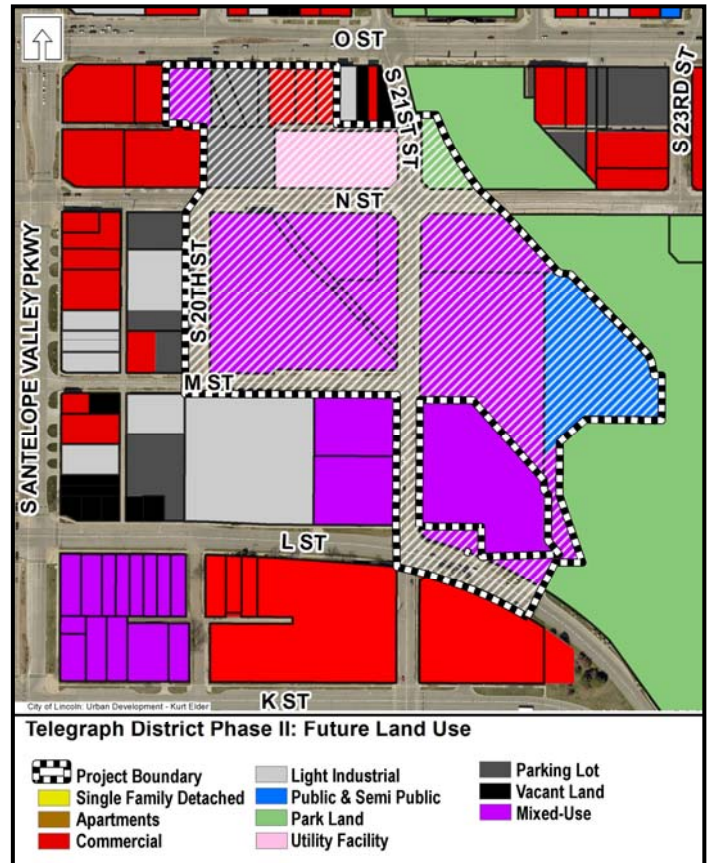 O ST
S 21ST ST
S 23RD ST
N ST
S 20TH ST
S ANTELOPE VALLEY PKWY
M ST
L ST
K ST
City of Lincoln: Urban Development - Kurt Elder
Telegraph District Phase II: Future Land Use
Project Boundary
Single Family Detached
Apartments
Commercial
Light Industrial
Public & Semi Public
Park Land
Utility Facility
Parking Lot
Vacant Land
Mixed-Use